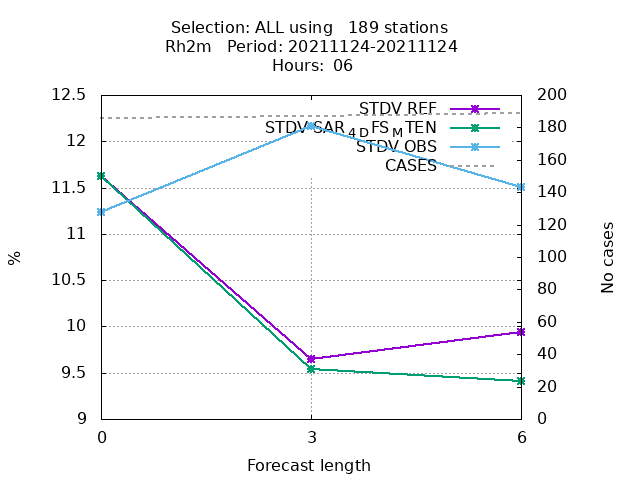 Selection: ALL using   189 stations
Rh2m   Period: 20211124-20211124
Hours:  06
12.5
12
11.5
11
10.5
10
9.5
9
%
STDV REF
STDV SAR4DFSMTEN
STDV OBS
CASES
200
180
160
140
120
100
80
60
40
20
0
No cases
0 3 6
Forecast length